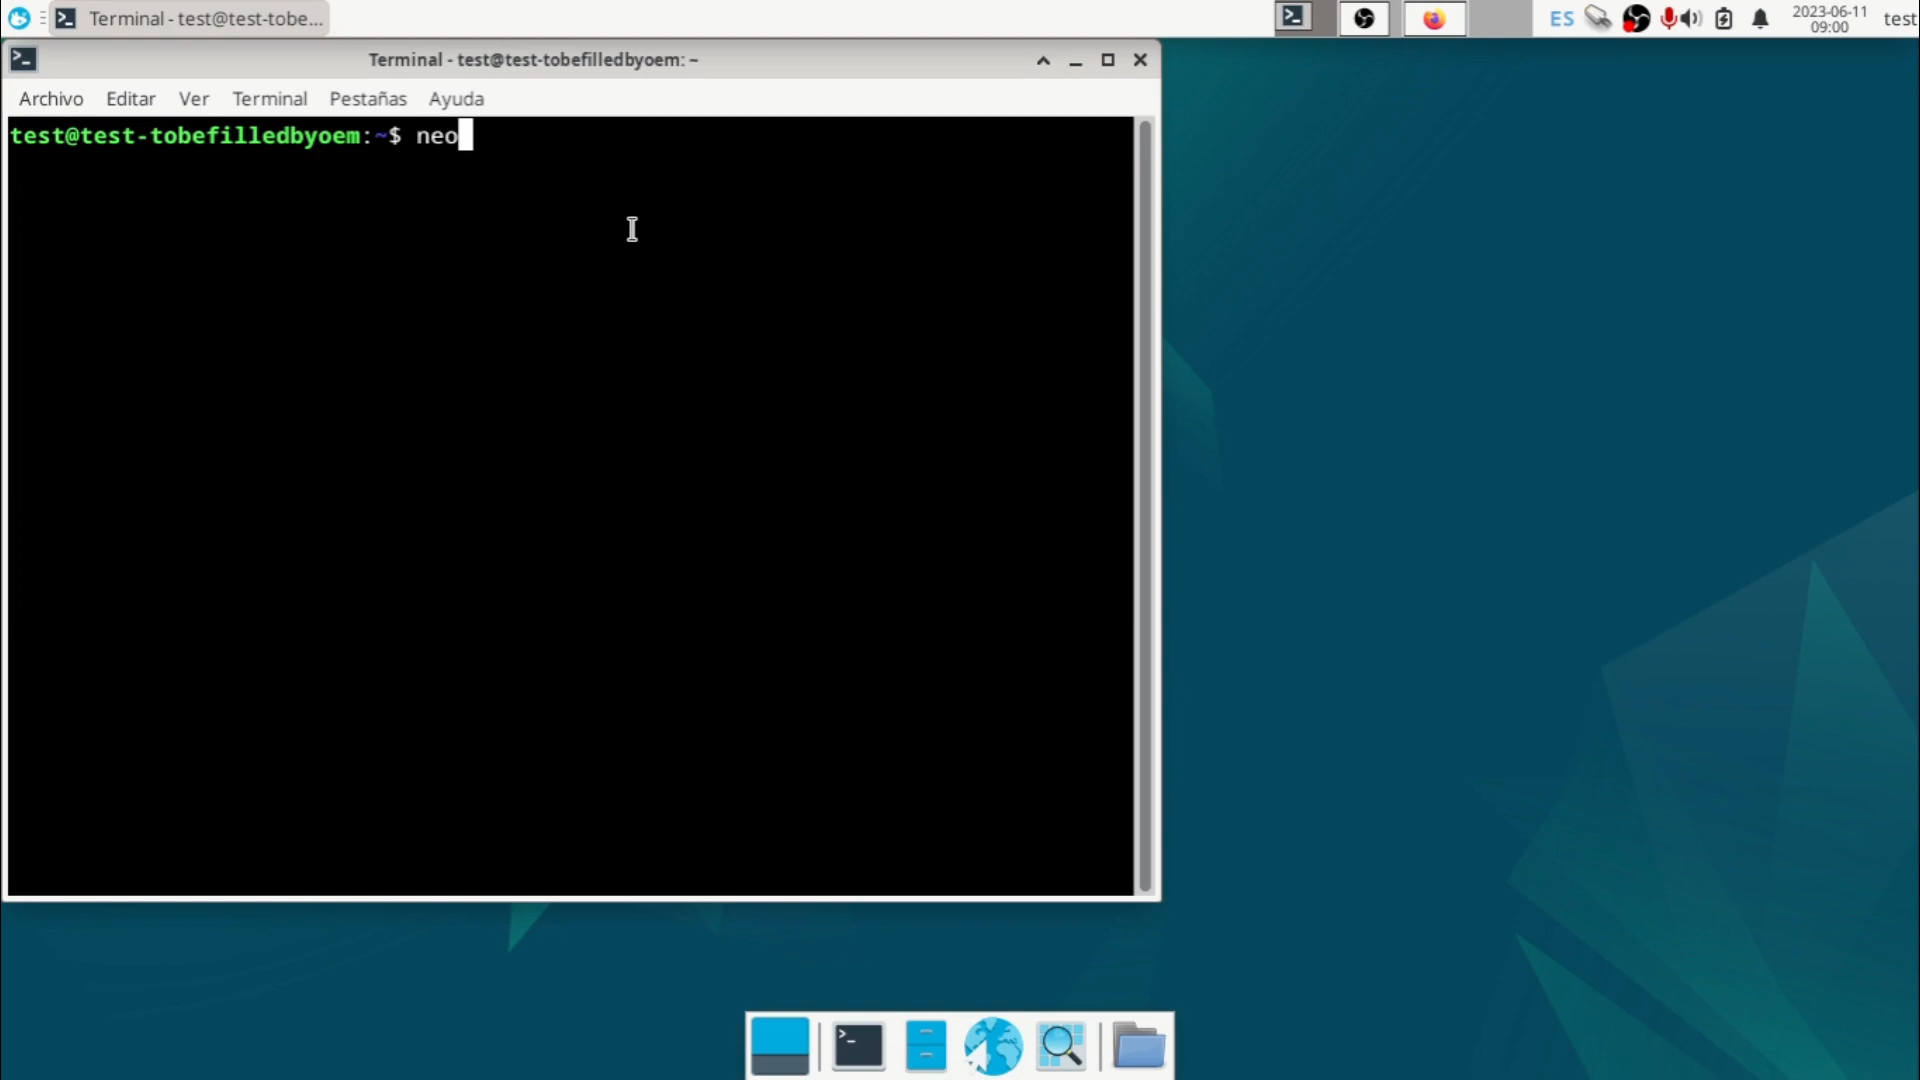 Terminal - test@test-tobe...
ES
2023-06-11
09:00
test
Terminal - test@test-tobefilledbyoem: ~
Archivo Editar Ver Terminal Pestañas Ayuda
test@test-tobefilledbyoem:~$ neo